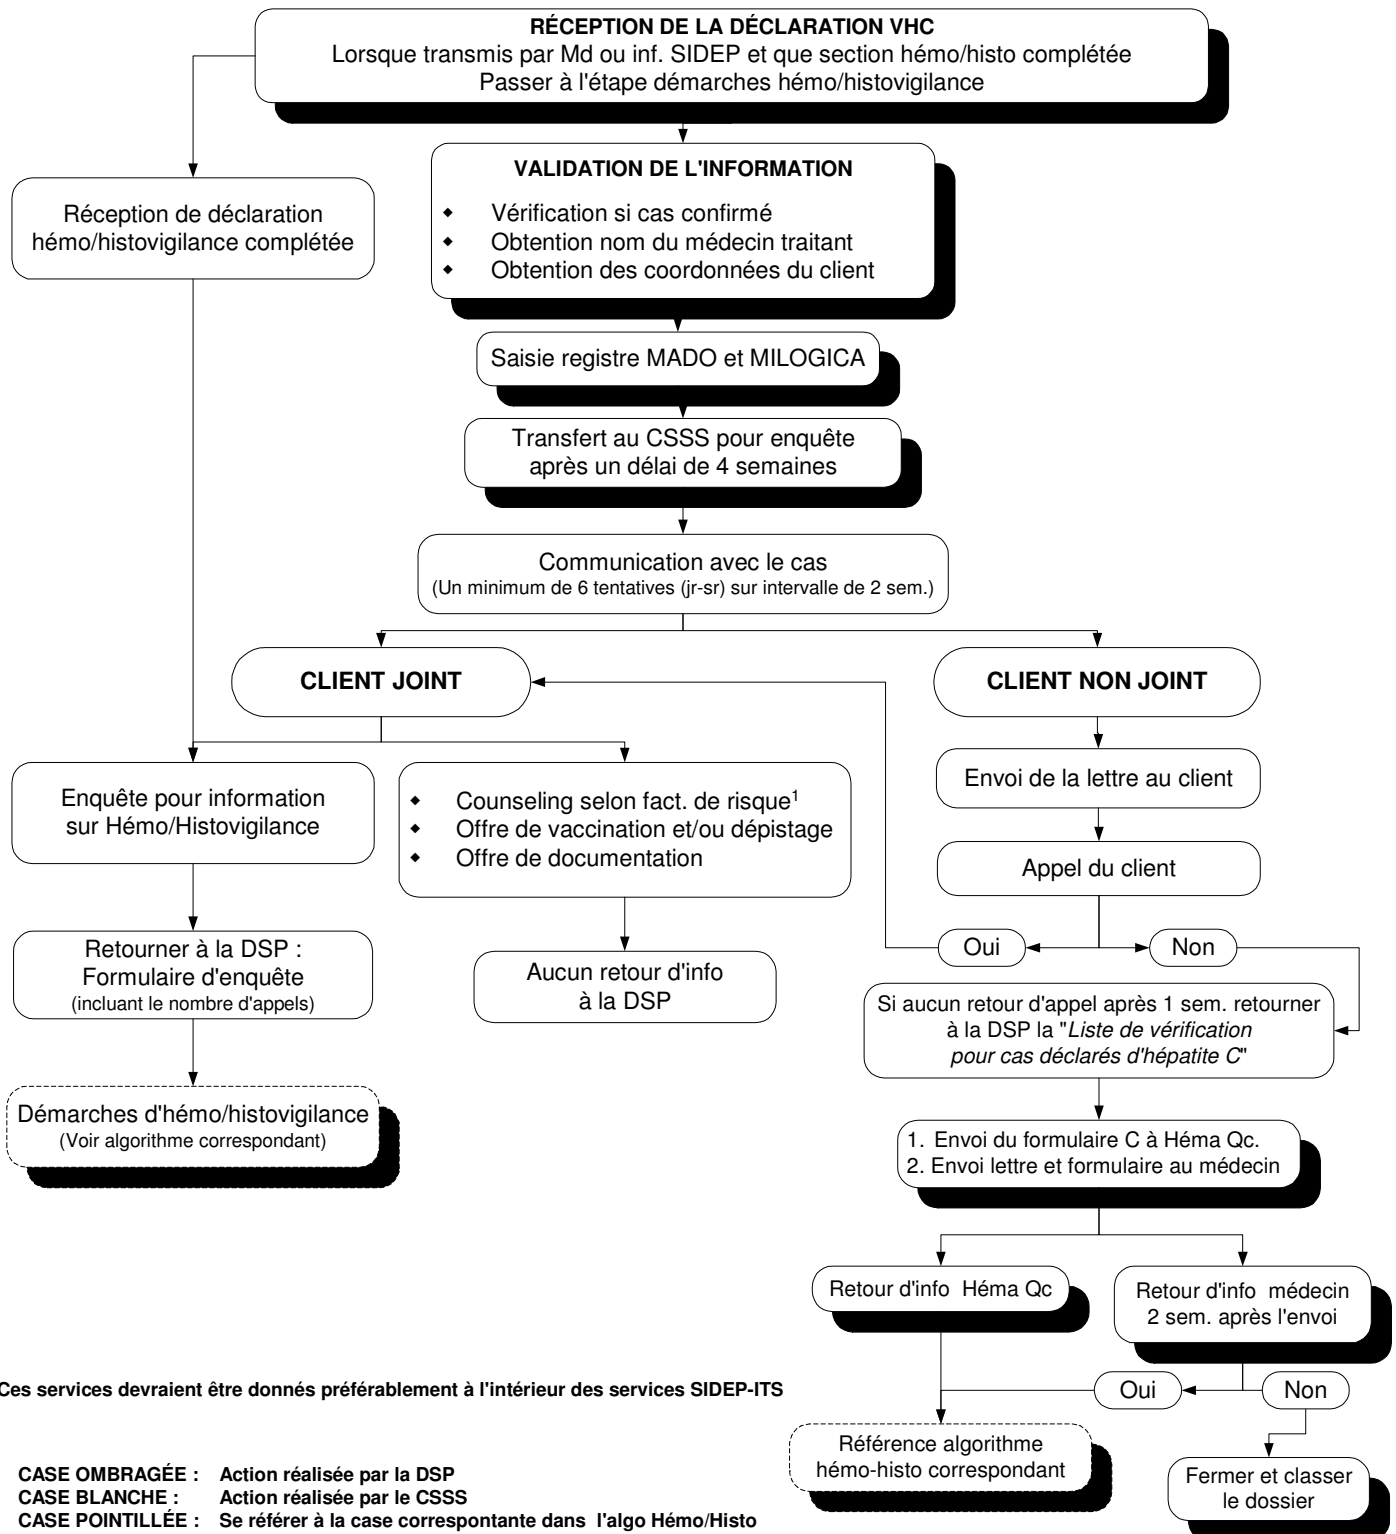 RÉCEPTION DE LA DÉCLARATION VHC
Lorsque transmis par Md ou inf. SIDEP et que section hémo/histo complétée
Passer à l'étape démarches hémo/histovigilance
VALIDATION DE L'INFORMATION
◆ Vérification si cas confirmé
◆ Obtention nom du médecin traitant
◆ Obtention des coordonnées du client
Réception de déclaration
hémo/histovigilance complétée
Saisie registre MADO et MILOGICA
Transfert au CSSS pour enquête
après un délai de 4 semaines
Communication avec le cas
(Un minimum de 6 tentatives (jr-sr) sur intervalle de 2 sem.)
CLIENT JOINT
CLIENT NON JOINT
Enquête pour information
sur Hémo/Histovigilance
◆ Counseling selon fact. de risque¹
◆ Offre de vaccination et/ou dépistage
◆ Offre de documentation
Envoi de la lettre au client
Appel du client
Oui
Non
Retourner à la DSP :
Formulaire d'enquête
(incluant le nombre d'appels)
Aucun retour d'info
à la DSP
Si aucun retour d'appel après 1 sem. retourner
à la DSP la "Liste de vérification
pour cas déclarés d'hépatite C"
Démarches d'hémo/histovigilance
(Voir algorithme correspondant)
1. Envoi du formulaire C à Héma Qc.
2. Envoi lettre et formulaire au médecin
Retour d'info Héma Qc
Retour d'info médecin
2 sem. après l'envoi
Ces services devraient être donnés préférablement à l'intérieur des services SIDEP-ITS
Oui
Non
Référence algorithme
hémo-histo correspondant
Fermer et classer
le dossier
CASE OMBRAGÉE : Action réalisée par la DSP
CASE BLANCHE : Action réalisée par le CSSS
CASE POINTILLÉE : Se référer à la case correspontante dans l'algo Hémo/Histo